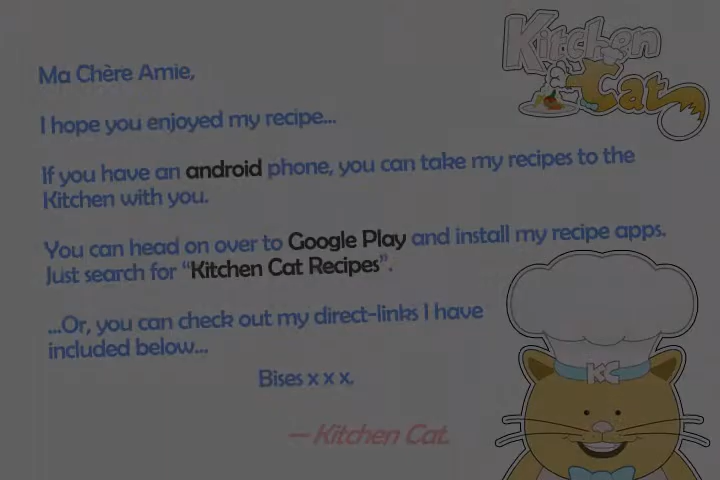 Kitchen
Cat
Ma Chère Amie,
I hope you enjoyed my recipe...
If you have an android phone, you can take my recipes to the
Kitchen with you.
You can head on over to Google Play and install my recipe apps.
Just search for “Kitchen Cat Recipes”.
...Or, you can check out my direct-links I have
included below...
Bises x x x.
— Kitchen Cat.
KC